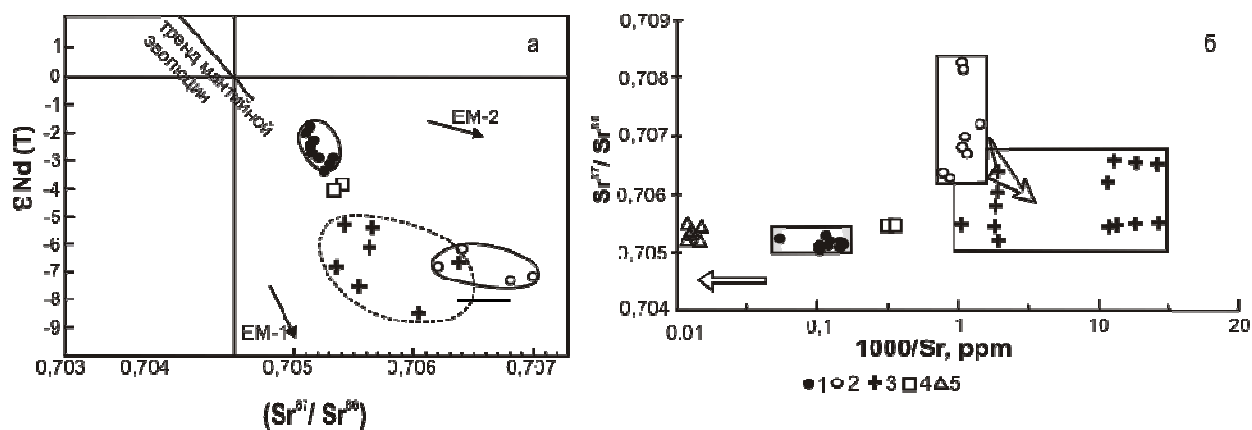 а
1
0
-1
-2
-3
-4
-5
-6
-7
-8
-9
εNd (T)
тренд мантийной
эволюции
EM-2
EM-1
0,703 0,704 0,705 0,706 0,707
(Sr⁸⁷/ Sr⁸⁶)
б
0,709
0,708
0,707
0,706
0,705
0,704
Sr⁸⁷/ Sr⁸⁶
0.01 0,1 1 10 20
1000/Sr, ppm
1 2 3 4 5